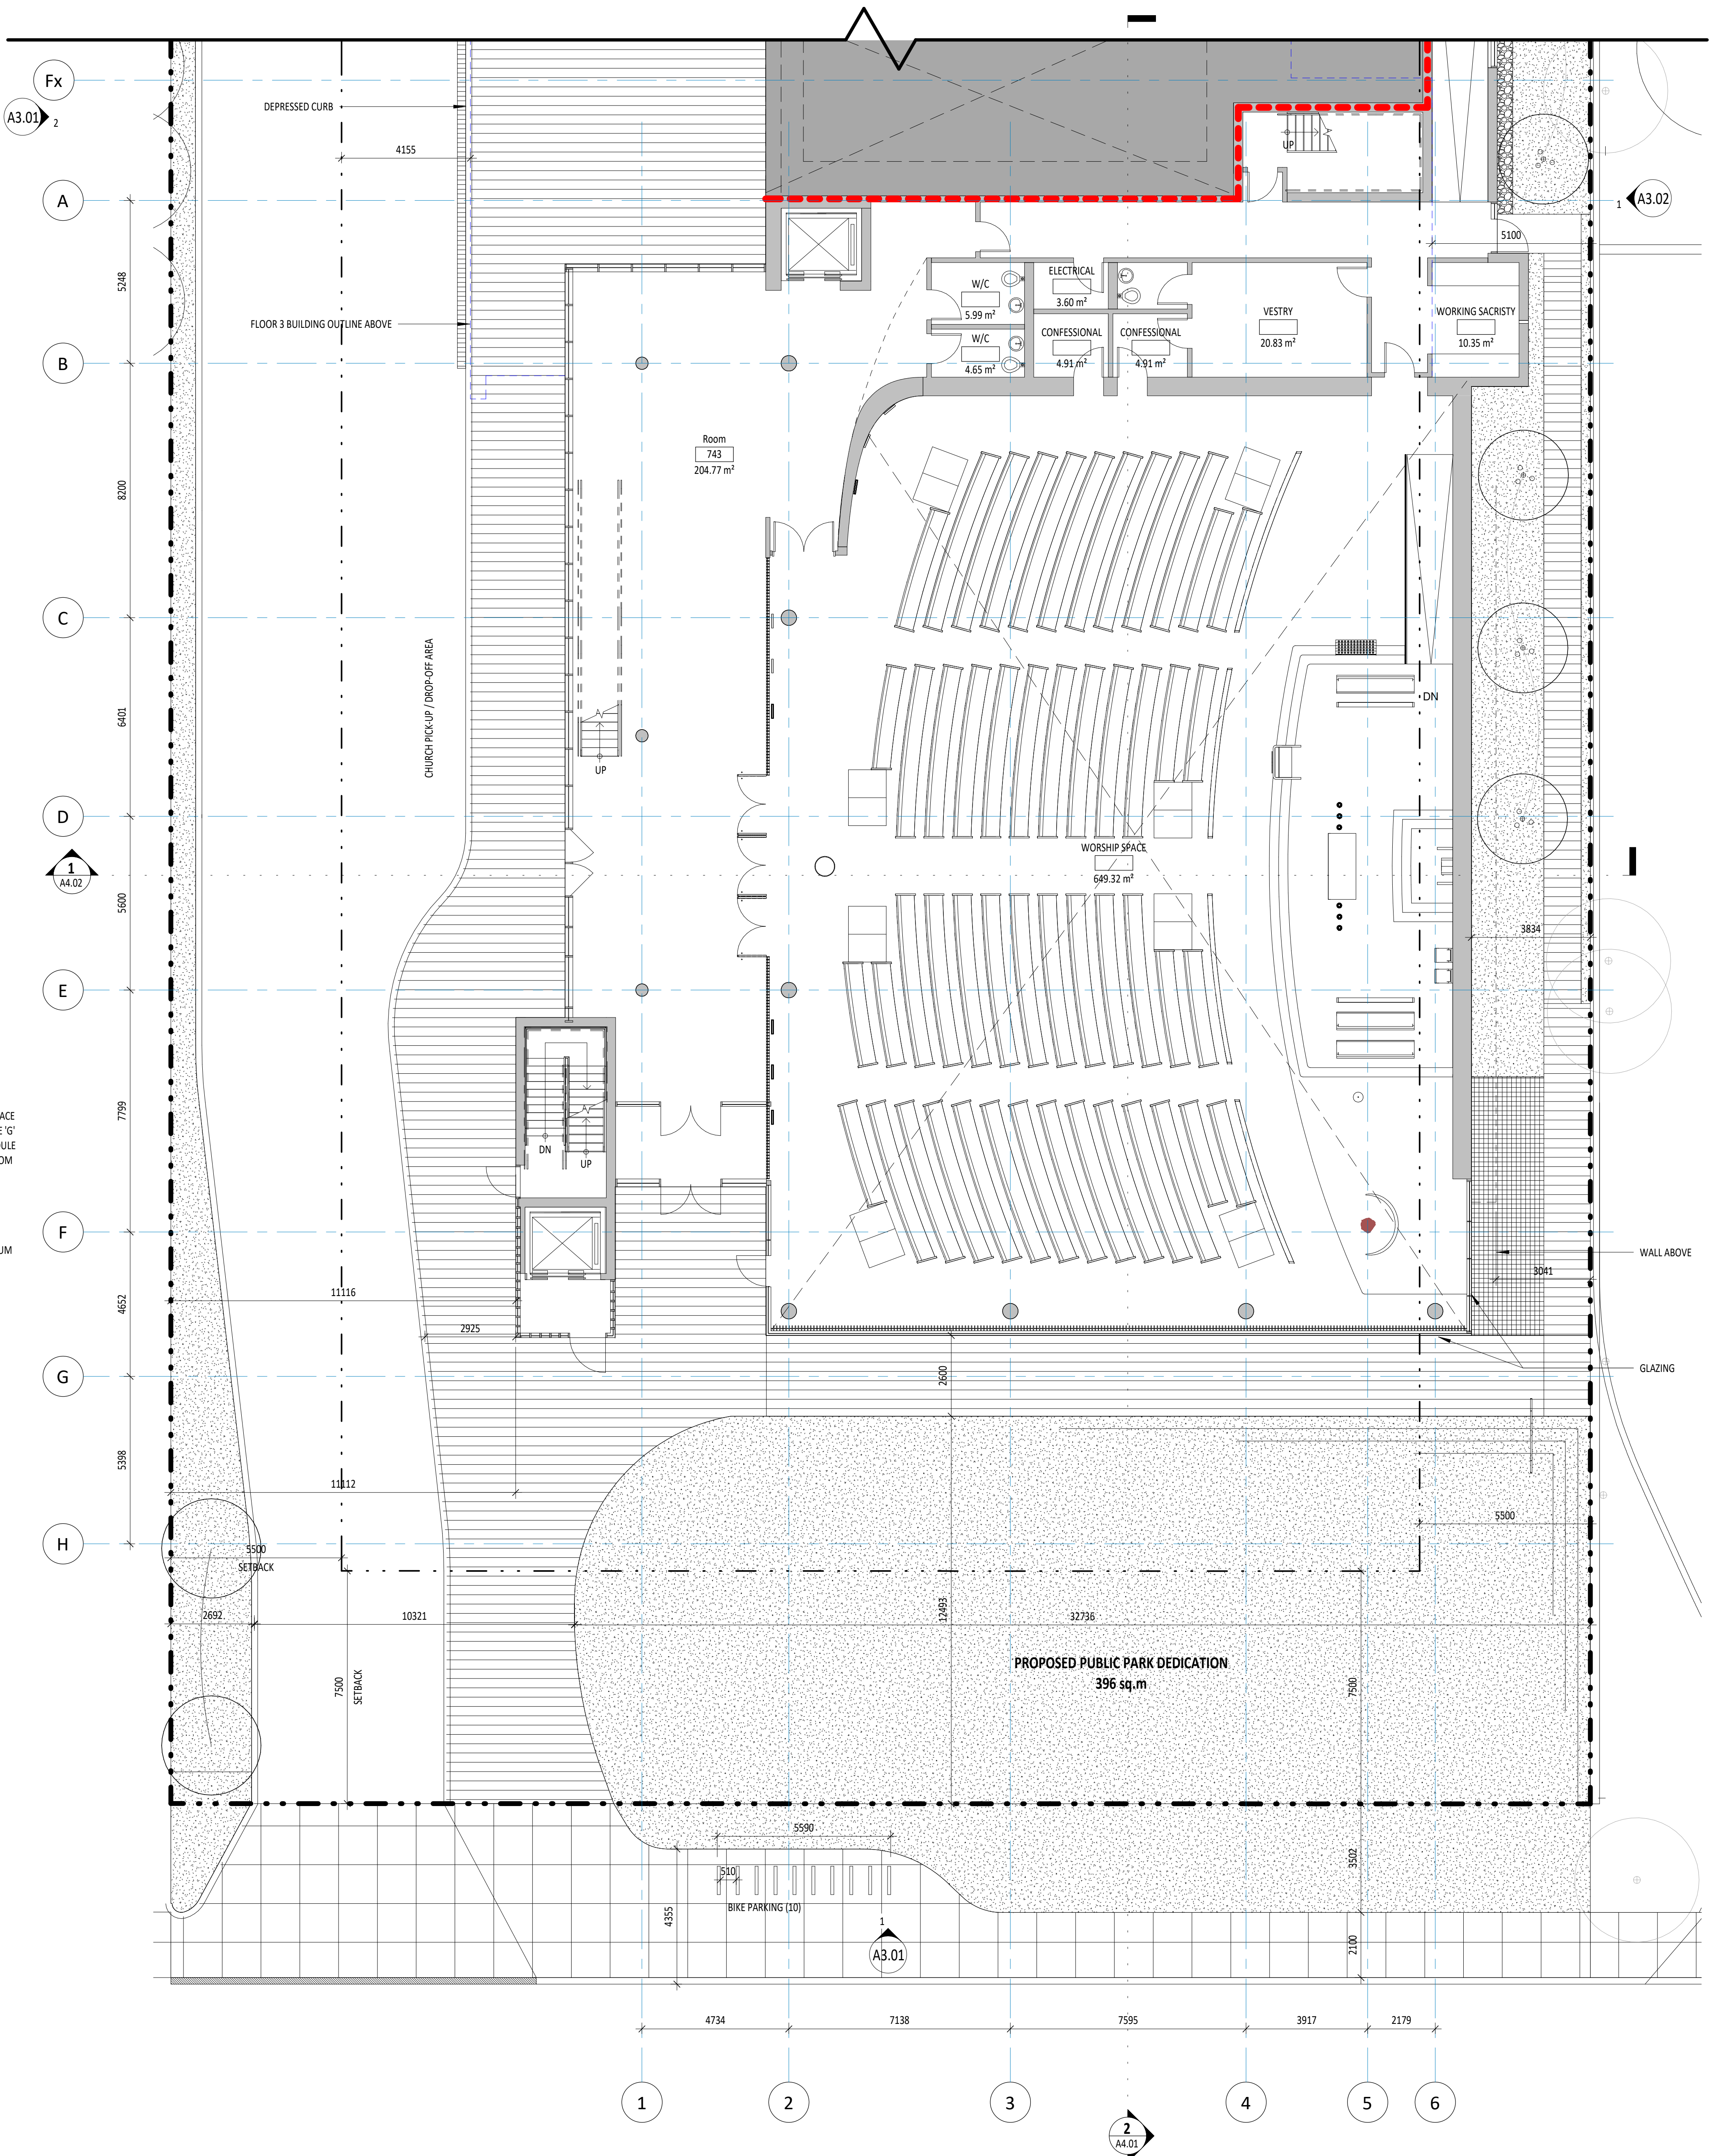 Fx
A3.01
2
DEPRESSED CURB
4155
UP
A
1
A3.02
5100
5248
W/C
5.99 m²
ELECTRICAL
3.60 m²
VESTRY
20.83 m²
WORKING SACRISTY
10.35 m²
FLOOR 3 BUILDING OUTLINE ABOVE
W/C
4.65 m²
CONFESSIONAL
4.91 m²
CONFESSIONAL
4.91 m²
B
Room
743
204.77 m²
8200
C
CHURCH PICK-UP / DROP-OFF AREA
DN
6401
UP
D
WORSHIP SPACE
649.32 m²
1
A4.02
5600
3834
E
7799
ACE
E 'G'
DULE
OM
DN
UP
F
UM
WALL ABOVE
3041
11116
4652
2925
G
2600
GLAZING
5398
11112
5500
H
5500
SETBACK
2692
10321
12493
32736
PROPOSED PUBLIC PARK DEDICATION
396 sq.m
7500
SETBACK
7500
5590
510
3502
BIKE PARKING (10)
4355
1
A3.01
2100
4734
7138
7595
3917
2179
1
2
3
4
5
6
2
A4.01